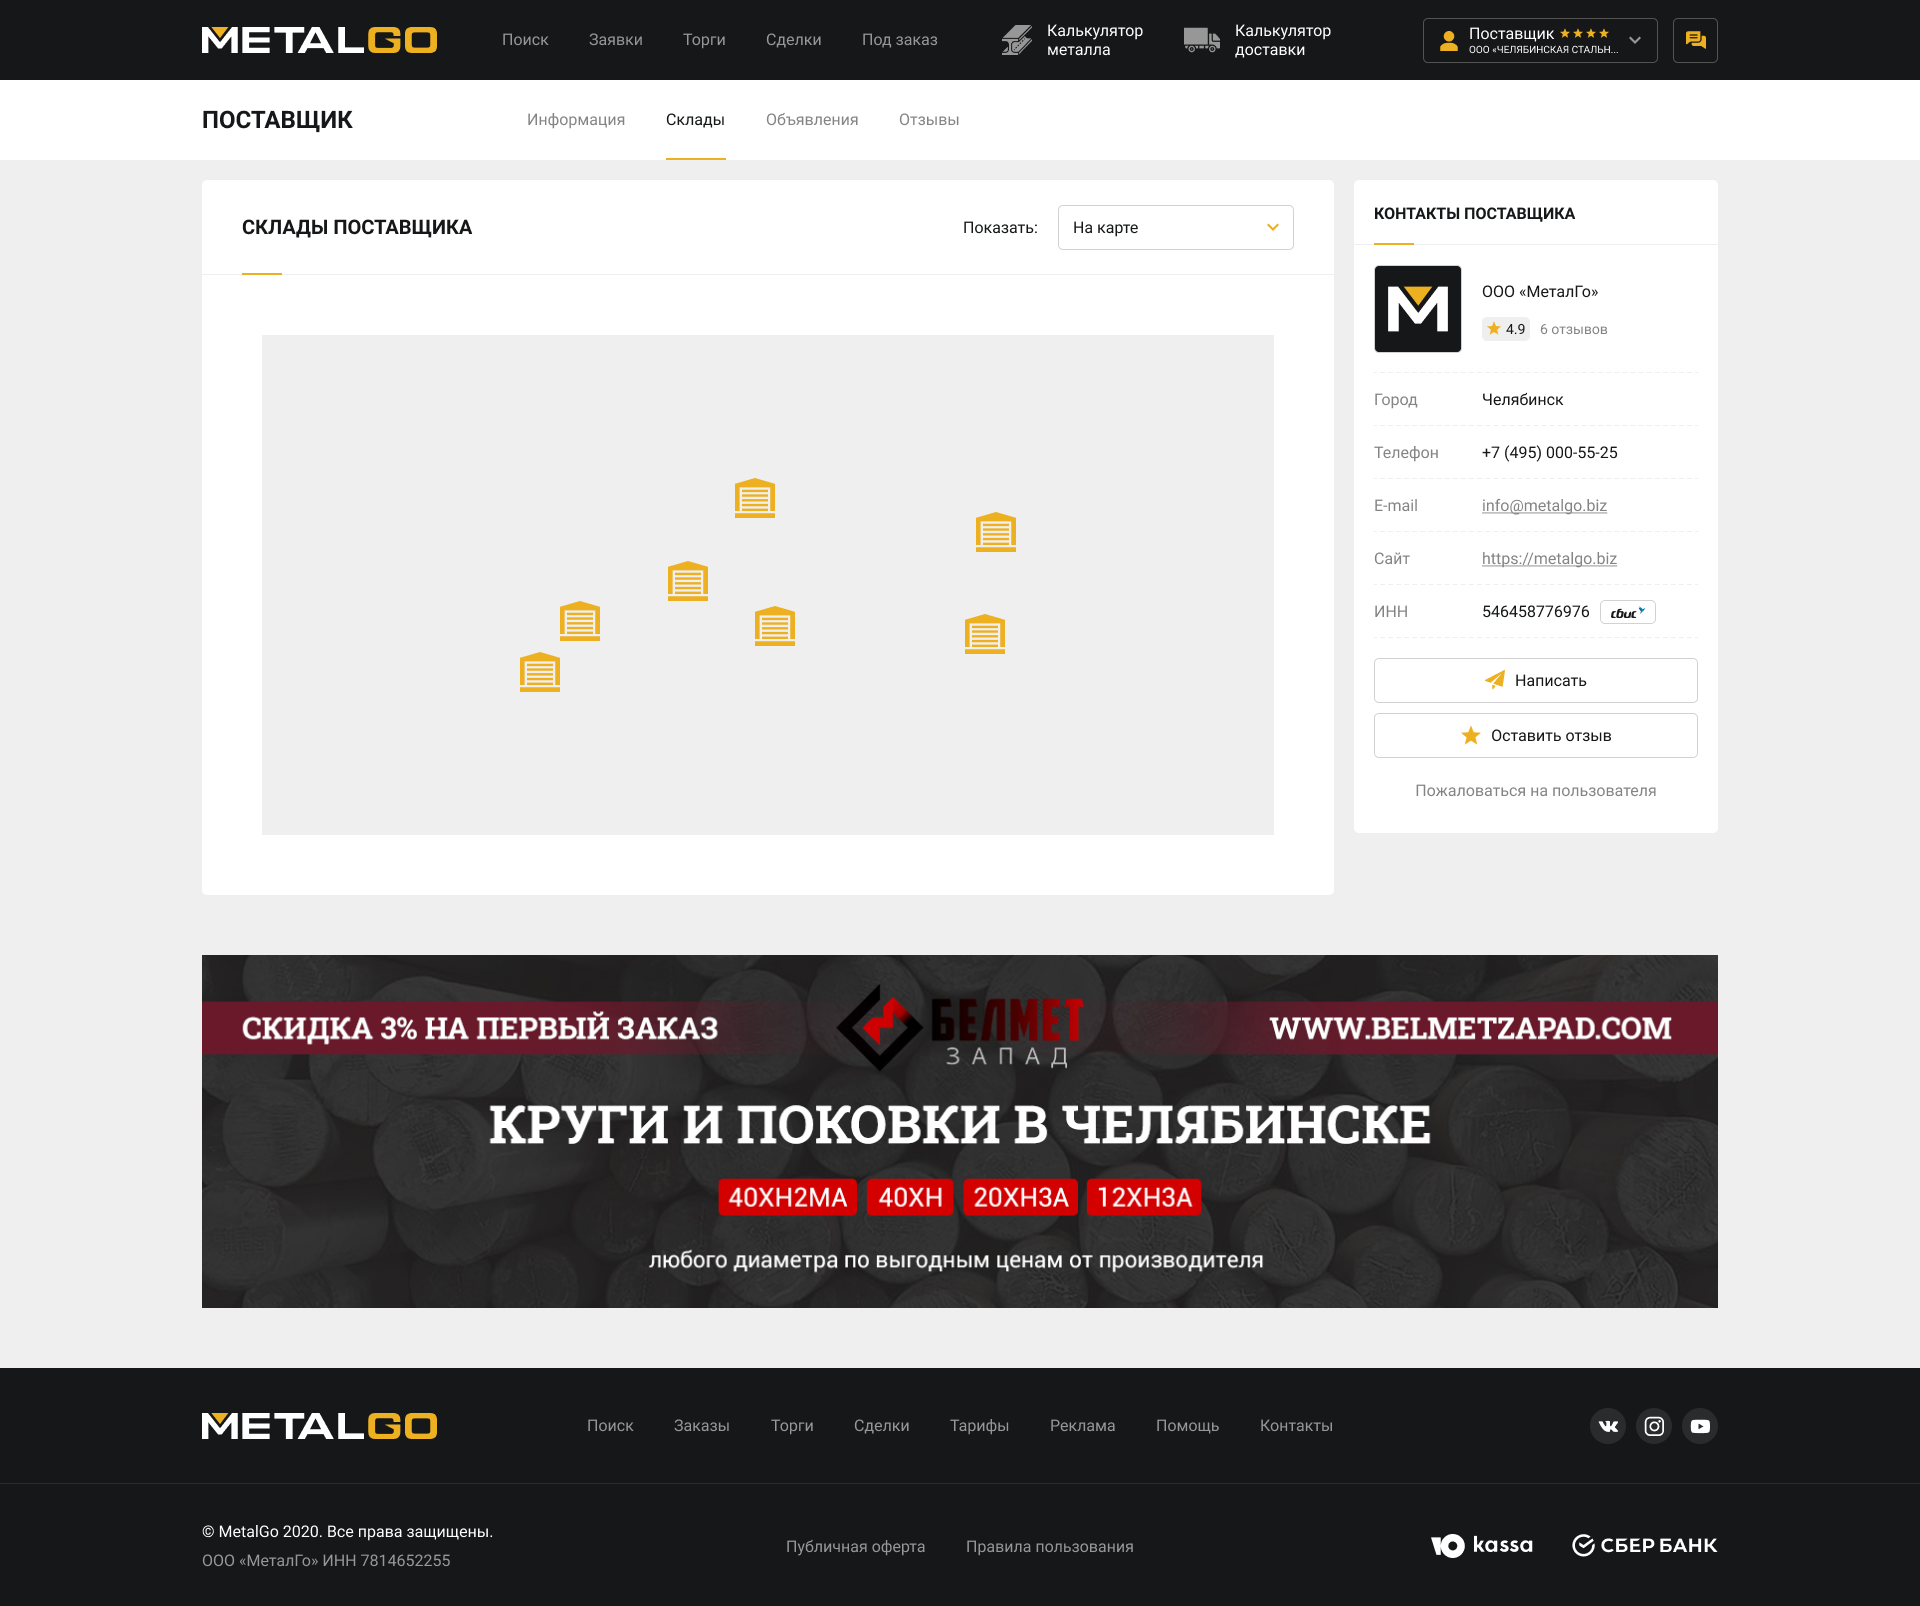 METALGO
Поиск
Заявки
Торги
Сделки
Под заказ
Калькулятор
металла
Калькулятор
доставки
Поставщик
ООО «ЧЕЛЯБИНСКАЯ СТАЛЬН...
ПОСТАВЩИК
Информация
Склады
Объявления
Отзывы
СКЛАДЫ ПОСТАВЩИКА
Показать:
На карте
КОНТАКТЫ ПОСТАВЩИКА
ООО «МеталГо»
4.9 6 отзывов
Город Челябинск
Телефон +7 (495) 000-55-25
E-mail info@metalgo.biz
Сайт https://metalgo.biz
ИНН 546458776976 сбис
Написать
Оставить отзыв
Пожаловаться на пользователя
СКИДКА 3% НА ПЕРВЫЙ ЗАКАЗ
БЕЛМЕТ
ЗАПАД
WWW.BELMETZAPAD.COM
КРУГИ И ПОКОВКИ В ЧЕЛЯБИНСКЕ
40ХН2МА 40ХН 20ХН3А 12ХН3А
любого диаметра по выгодным ценам от производителя
METALGO
Поиск
Заказы
Торги
Сделки
Тарифы
Реклама
Помощь
Контакты
© MetalGo 2020. Все права защищены.
ООО «МеталГо» ИНН 7814652255
Публичная оферта
Правила пользования
Ю kassa
СБЕР БАНК